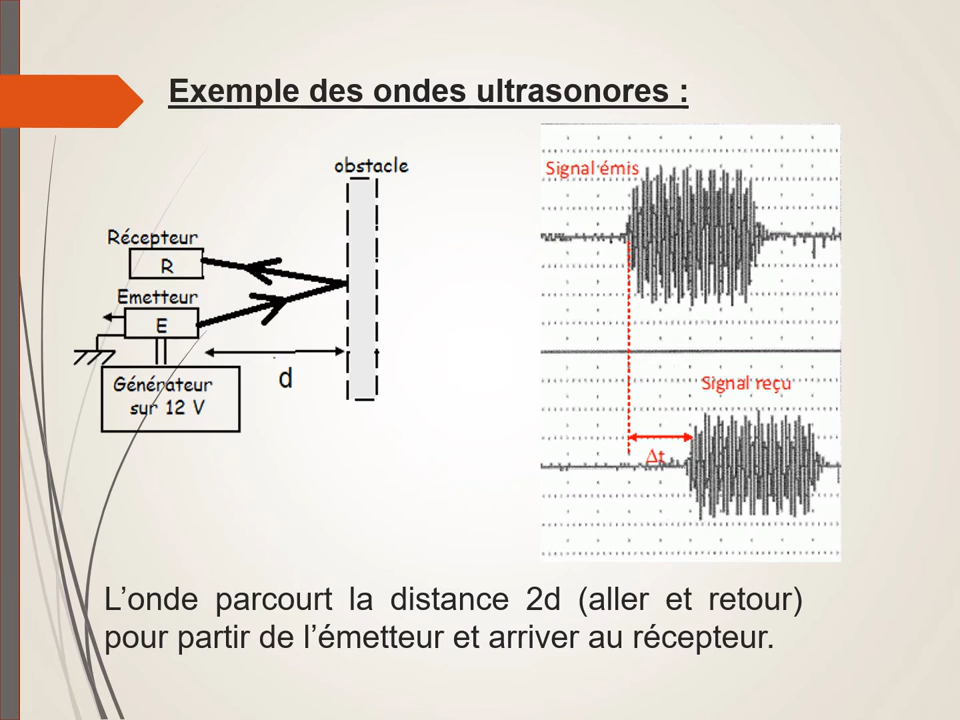 Exemple des ondes ultrasonores :
obstacle
Récepteur
R
Emetteur
E
d
Générateur
sur 12 V
Signal émis
Signal reçu
Δt
L’onde parcourt la distance 2d (aller et retour)
pour partir de l’émetteur et arriver au récepteur.